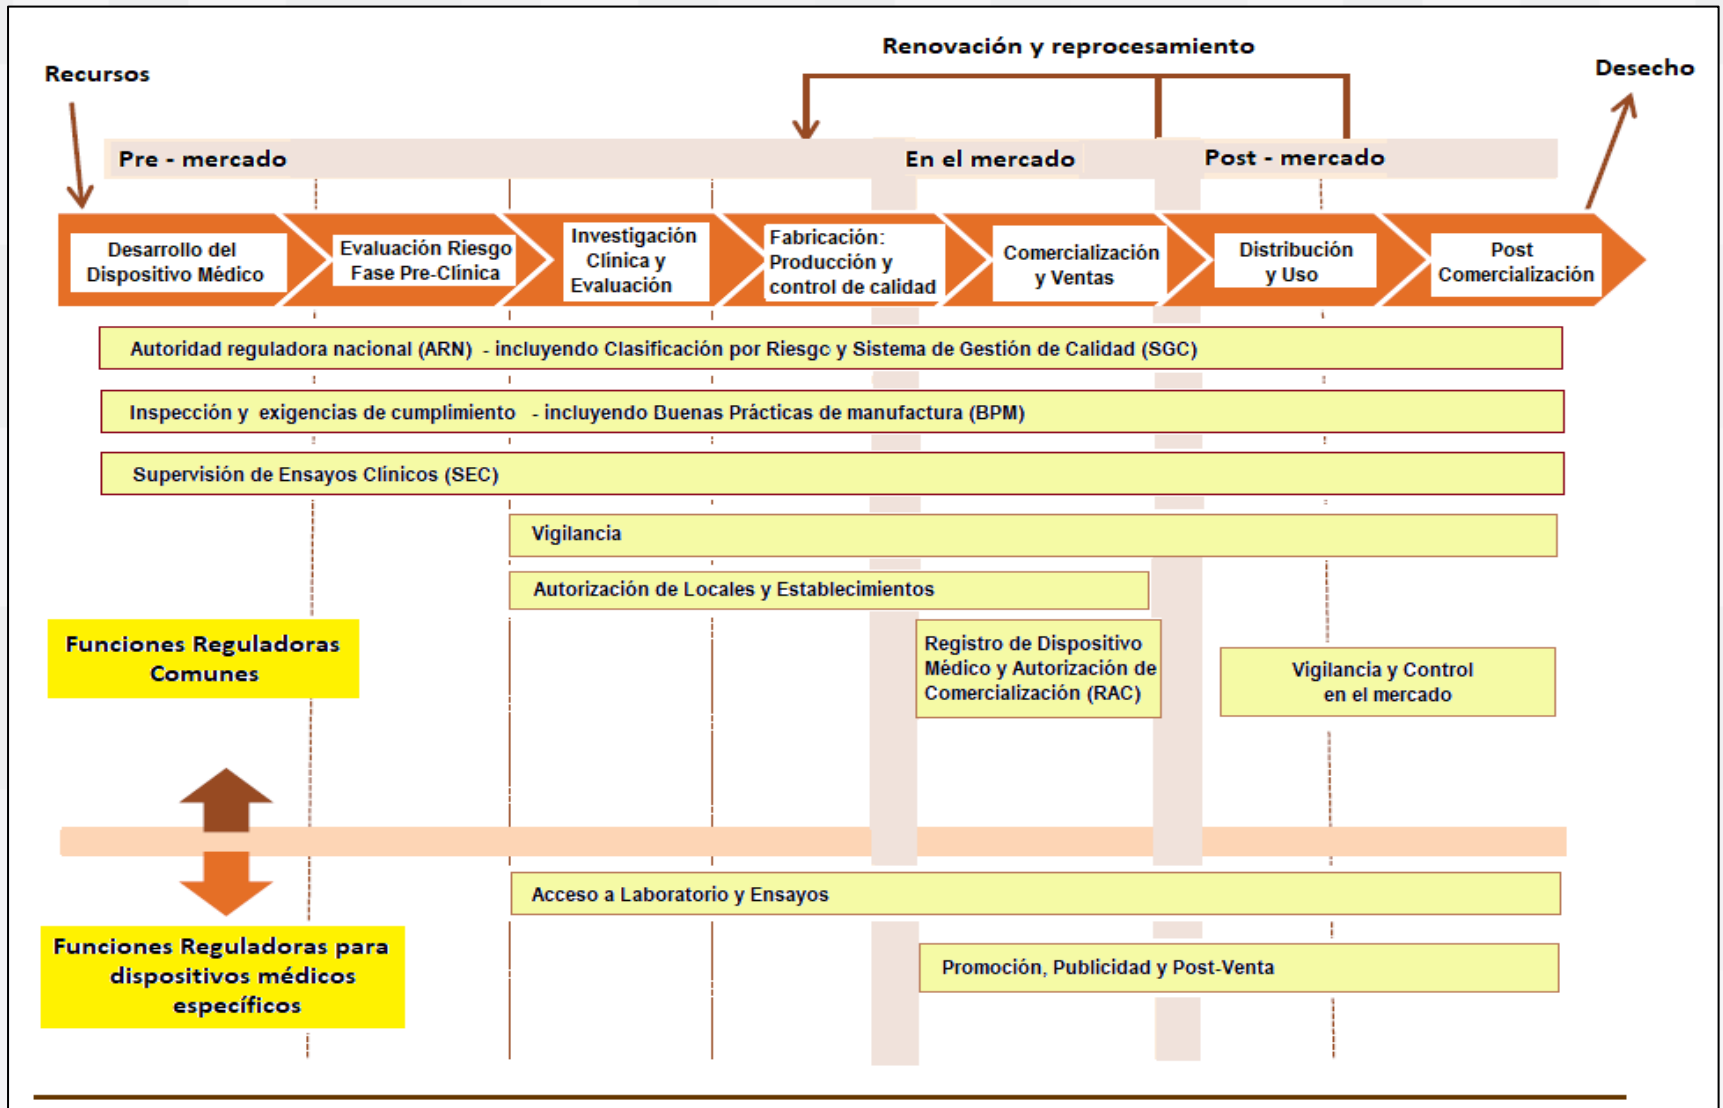 Renovación y reprocesamiento
Recursos
Desecho
Pre - mercado
En el mercado
Post - mercado
Desarrollo del
Dispositivo Médico
Evaluación Riesgo
Fase Pre-Clínica
Investigación
Clínica y
Evaluación
Fabricación:
Producción y
control de calidad
Comercialización
y Ventas
Distribución
y Uso
Post
Comercialización
Autoridad reguladora nacional (ARN) - incluyendo Clasificación por Riesgo y Sistema de Gestión de Calidad (SGC)
Inspección y exigencias de cumplimiento - incluyendo Buenas Prácticas de manufactura (BPM)
Supervisión de Ensayos Clínicos (SEC)
Vigilancia
Autorización de Locales y Establecimientos
Funciones Reguladoras
Comunes
Registro de Dispositivo
Médico y Autorización de
Comercialización (RAC)
Vigilancia y Control
en el mercado
Acceso a Laboratorio y Ensayos
Funciones Reguladoras para
dispositivos médicos
específicos
Promoción, Publicidad y Post-Venta